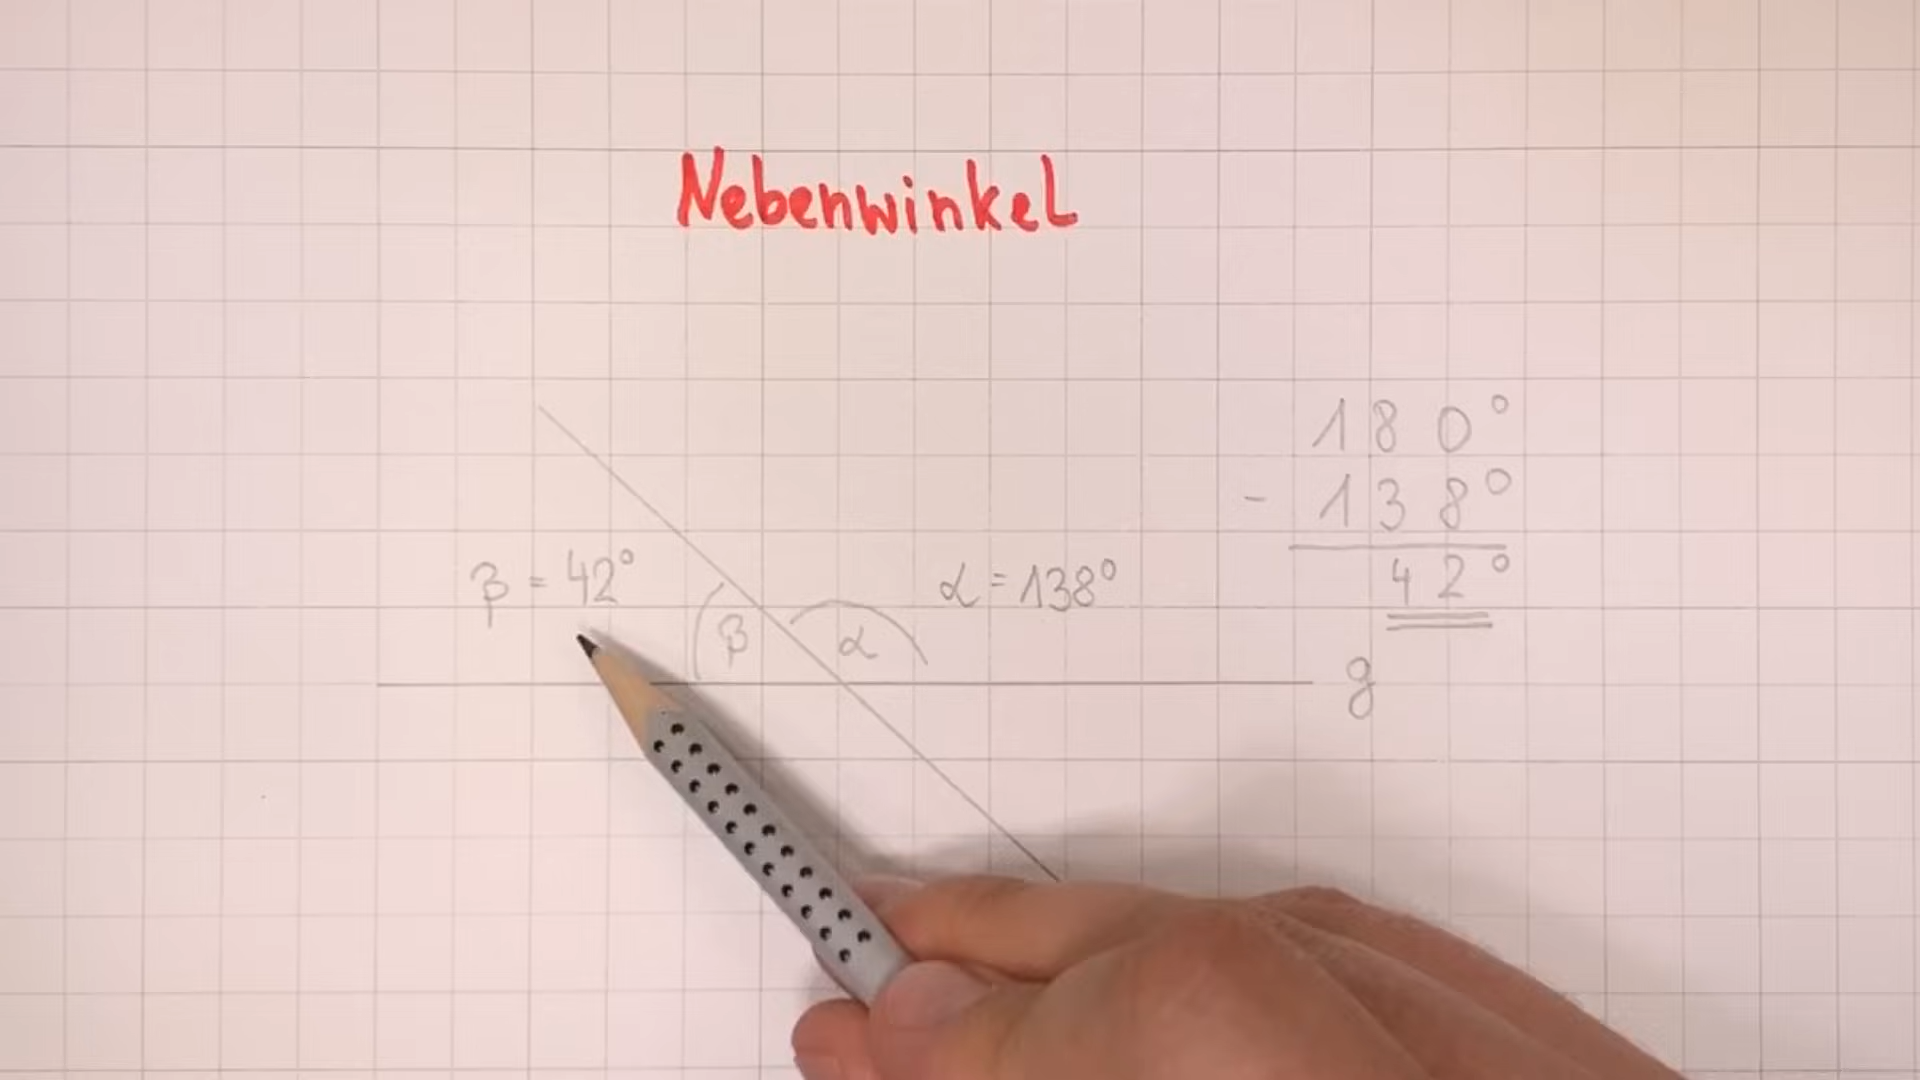 Nebenwinkel
180°
- 138°
42°
β = 42°
α = 138°
β
α
g